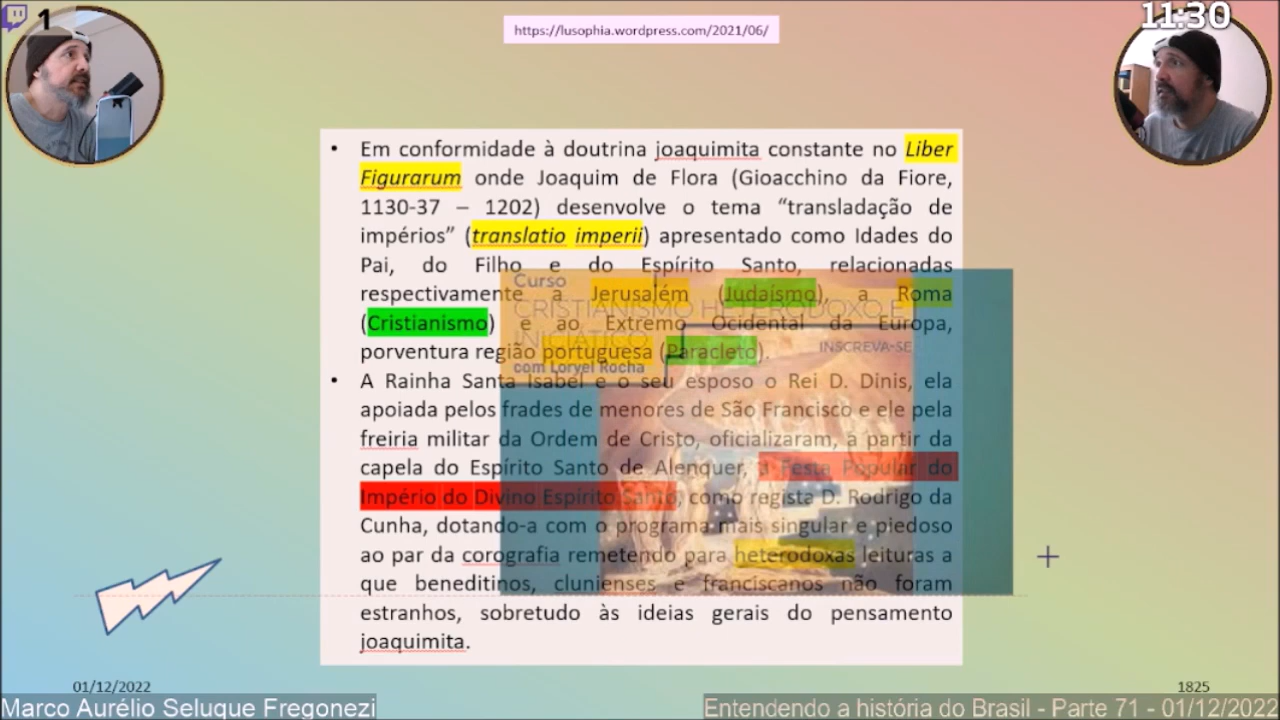 1
11:30
https://lusophia.wordpress.com/2021/06/
• Em conformidade à doutrina joaquimita constante no Liber
Figurarum onde Joaquim de Flora (Gioacchino da Fiore,
1130-37 – 1202) desenvolve o tema “transladação de
impérios” (translatio imperii) apresentado como Idades do
Pai, do Filho e do Espírito Santo, relacionadas
respectivamente a Jerusalém (Judaísmo), a Roma
(Cristianismo) e ao Extremo Ocidental da Europa,
porventura região portuguesa (Paracleto).
• A Rainha Santa Isabel e o seu esposo o Rei D. Dinis, ela
apoiada pelos frades de menores de São Francisco e ele pela
freiria militar da Ordem de Cristo, oficializaram, a partir da
capela do Espírito Santo de Alenquer, a Festa Popular do
Império do Divino Espírito Santo, como regista D. Rodrigo da
Cunha, dotando-a com o programa mais singular e piedoso
ao par da corografia remetendo para heterodoxas leituras a
que beneditinos, clunienses e franciscanos não foram
estranhos, sobretudo às ideias gerais do pensamento
joaquimita.
Curso
CRISTIANISMO HETERODOXO E
INICIÁTICO
com Loryel Rocha
INSCREVA-SE
01/12/2022
1825
Marco Aurélio Seluque Fregonezi
Entendendo a história do Brasil - Parte 71 - 01/12/2022